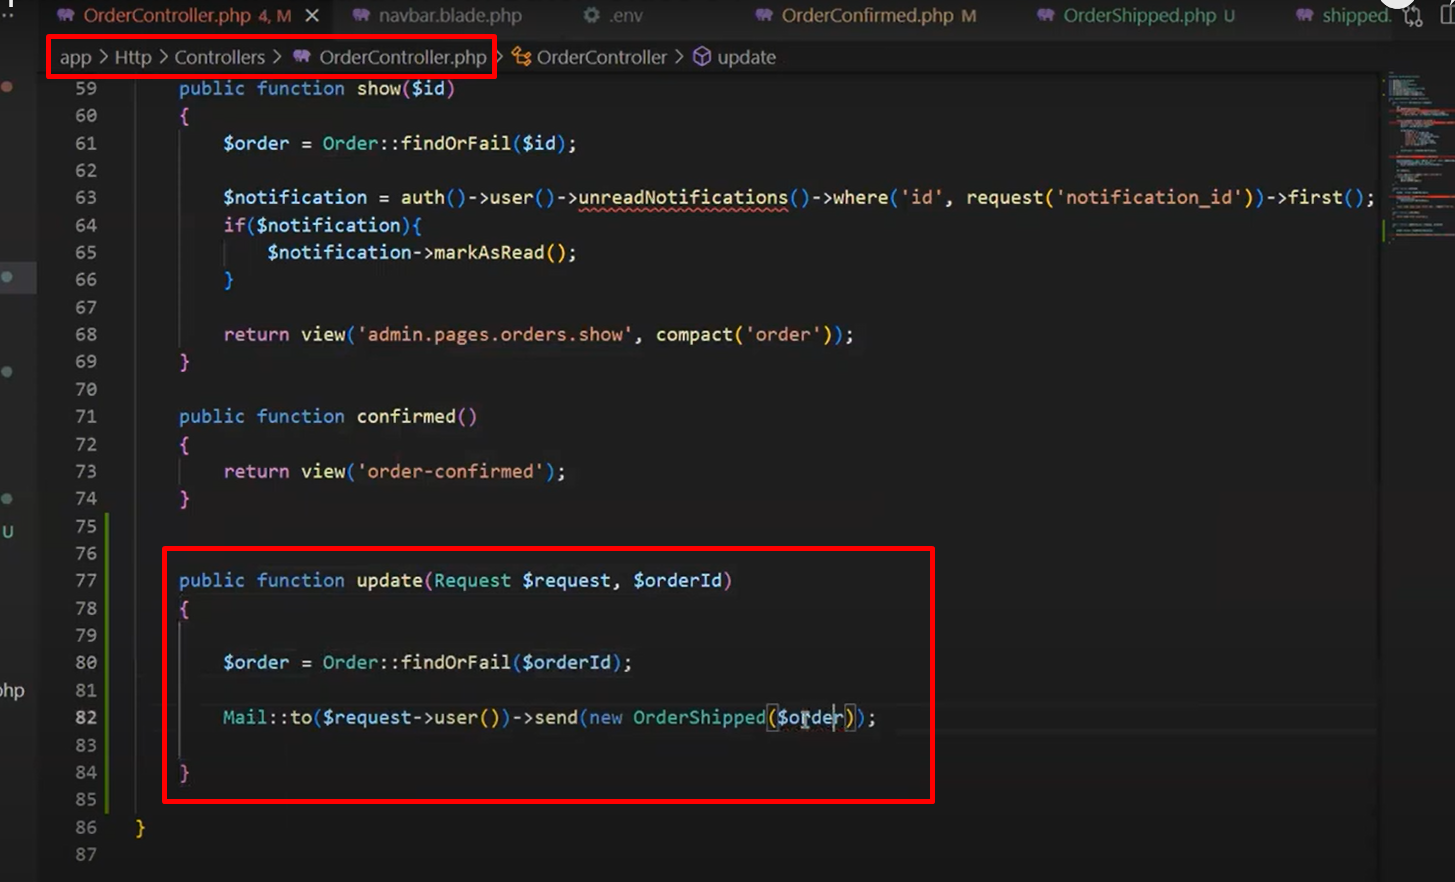 OrderController.php 4, M
navbar.blade.php
.env
OrderConfirmed.php M
OrderShipped.php U
shipped.
app > Http > Controllers > OrderController.php > OrderController > update
59 public function show($id)
60 {
61 $order = Order::findOrFail($id);
62
63 $notification = auth()->user()->unreadNotifications()->where('id', request('notification_id'))->first();
64 if($notification){
65 $notification->markAsRead();
66 }
67
68 return view('admin.pages.orders.show', compact('order'));
69 }
70
71 public function confirmed()
72 {
73 return view('order-confirmed');
74 }
75
76
77 public function update(Request $request, $orderId)
78 {
79
80 $order = Order::findOrFail($orderId);
81
82 Mail::to($request->user())->send(new OrderShipped($order));
83
84 }
85
86 }
87
U
php